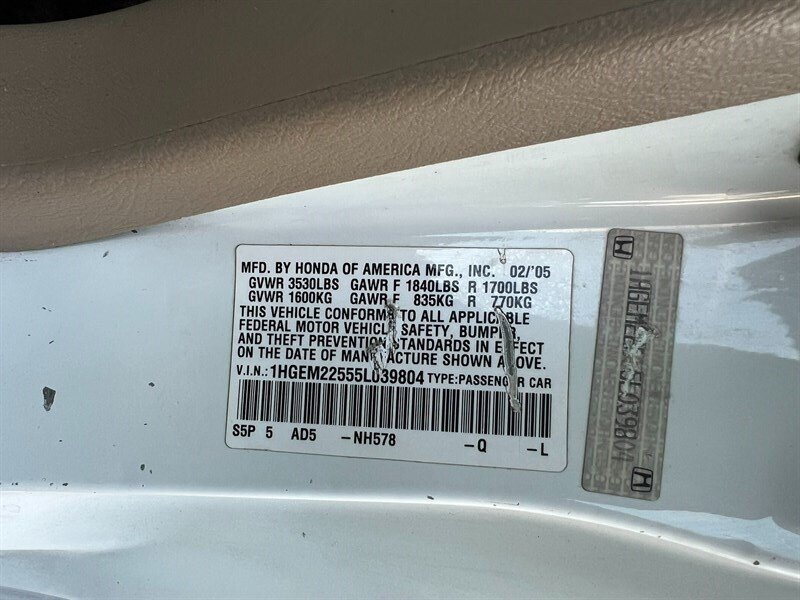 MFD. BY HONDA OF AMERICA MFG., INC. 02/'05
GVWR 3530LBS GAWR F 1840LBS R 1700LBS
GVWR 1600KG GAWR F 835KG R 770KG
THIS VEHICLE CONFORMS TO ALL APPLICABLE
FEDERAL MOTOR VEHICLE SAFETY, BUMPER,
AND THEFT PREVENTION STANDARDS IN EFFECT
ON THE DATE OF MANUFACTURE SHOWN ABOVE.
V.I.N.: 1HGEM22555L039804 TYPE:PASSENGER CAR
S5P 5 AD5 -NH578 -Q -L